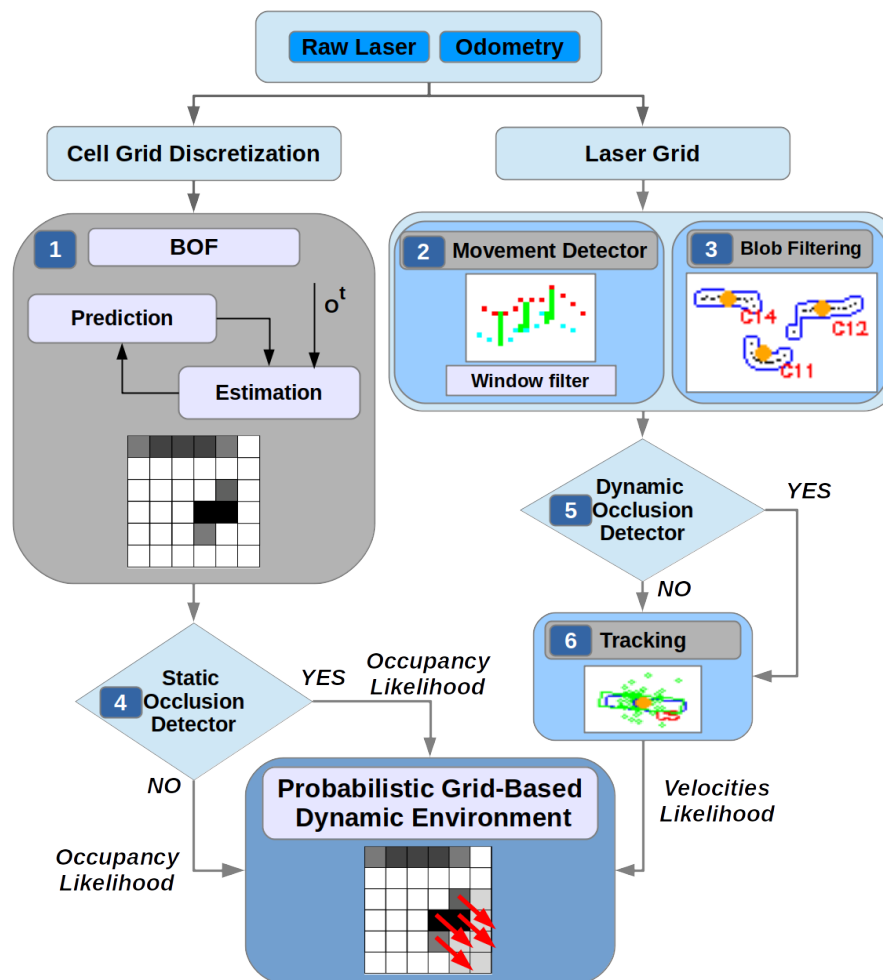 Raw Laser
Odometry
Cell Grid Discretization
Laser Grid
1
BOF
Prediction
O^t
Estimation
2
Movement Detector
Window filter
3
Blob Filtering
C14
C12
C11
5
Dynamic
Occlusion
Detector
YES
NO
6
Tracking
4
Static
Occlusion
Detector
YES
Occupancy
Likelihood
NO
Occupancy
Likelihood
Velocities
Likelihood
Probabilistic Grid-Based
Dynamic Environment